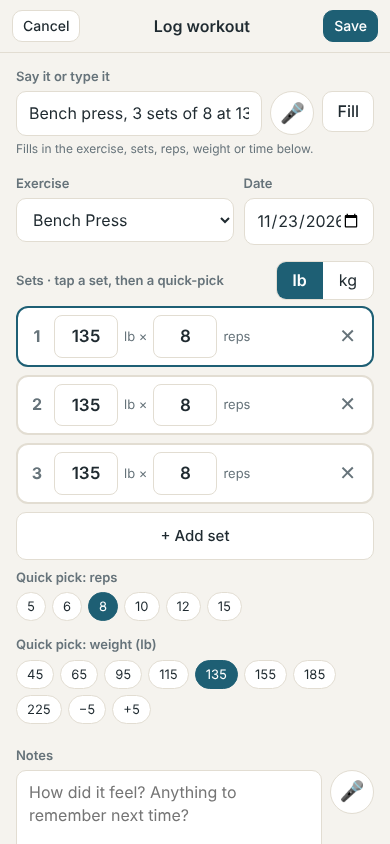 Cancel Log workout Save
Say it or type it
Bench press, 3 sets of 8 at 13 Fill
Fills in the exercise, sets, reps, weight or time below.
Exercise Date
Bench Press 11/23/2026
Sets · tap a set, then a quick-pick lb kg
1 135 lb × 8 reps ✕
2 135 lb × 8 reps ✕
3 135 lb × 8 reps ✕
+ Add set
Quick pick: reps
5 6 8 10 12 15
Quick pick: weight (lb)
45 65 95 115 135 155 185
225 −5 +5
Notes
How did it feel? Anything to
remember next time?